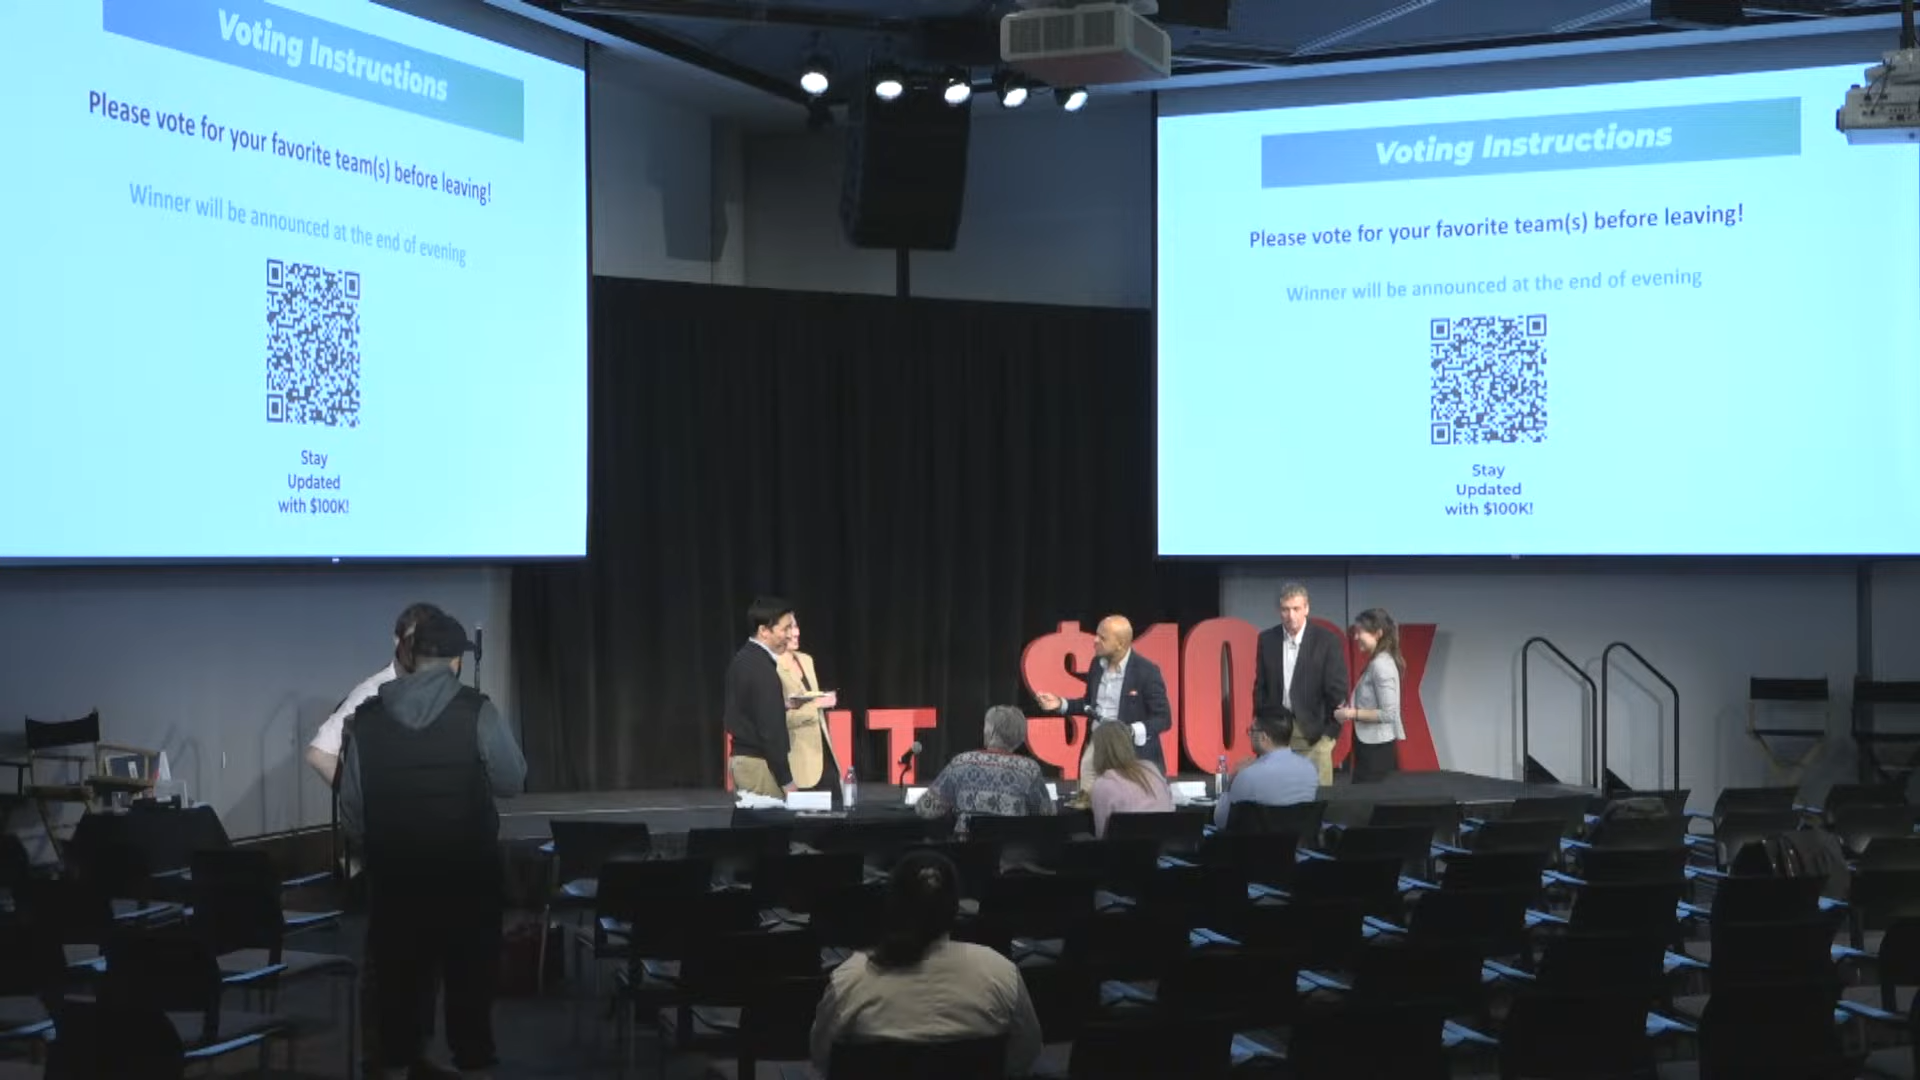 Voting Instructions
Please vote for your favorite team(s) before leaving!
Winner will be announced at the end of evening
Stay
Updated
with $100K!
Voting Instructions
Please vote for your favorite team(s) before leaving!
Winner will be announced at the end of evening
Stay
Updated
with $100K!
IT $100K